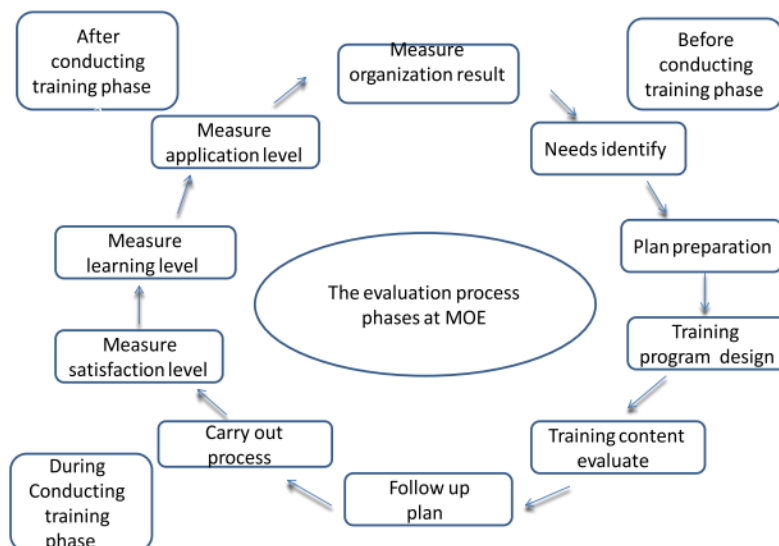 After
conducting
training phase
Measure
organization result
Before
conducting
training phase
Measure
application level
Needs identify
Measure
learning level
Plan preparation
The evaluation process
phases at MOE
Measure
satisfaction level
Training
program design
Carry out
process
Training content
evaluate
During
Conducting
training
phase
Follow up
plan